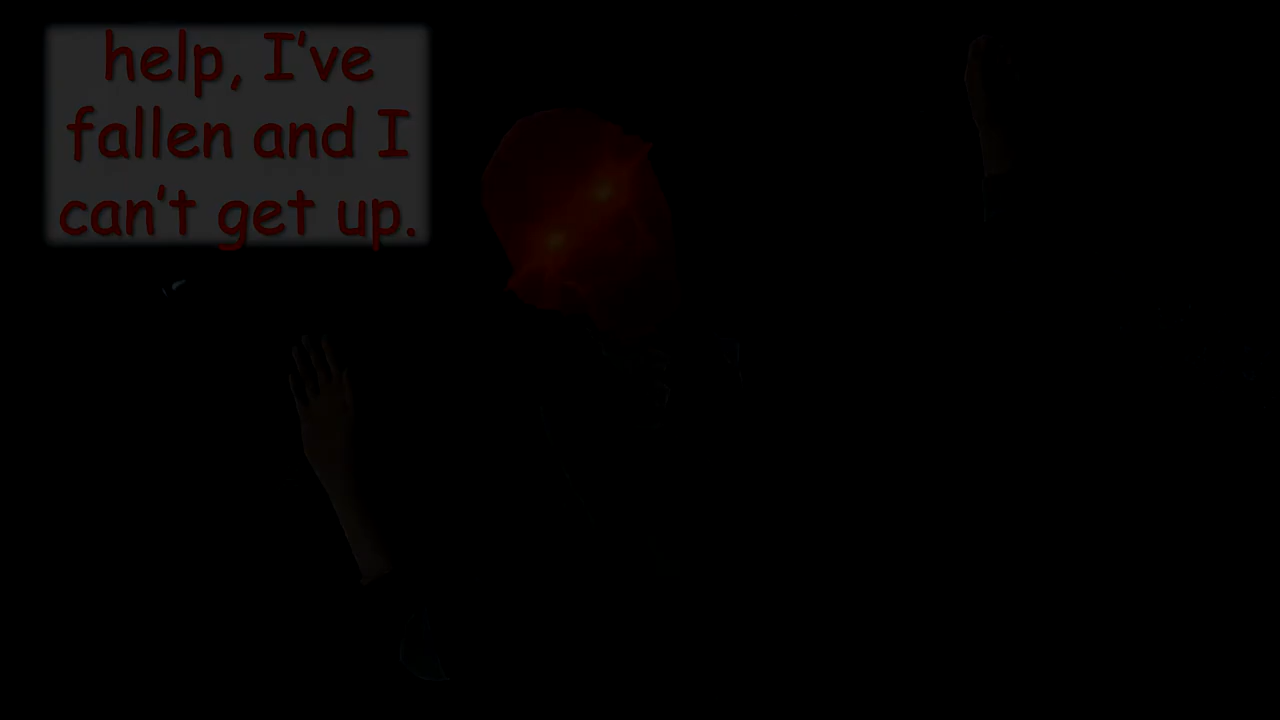 help, I’ve
fallen and I
can’t get up.